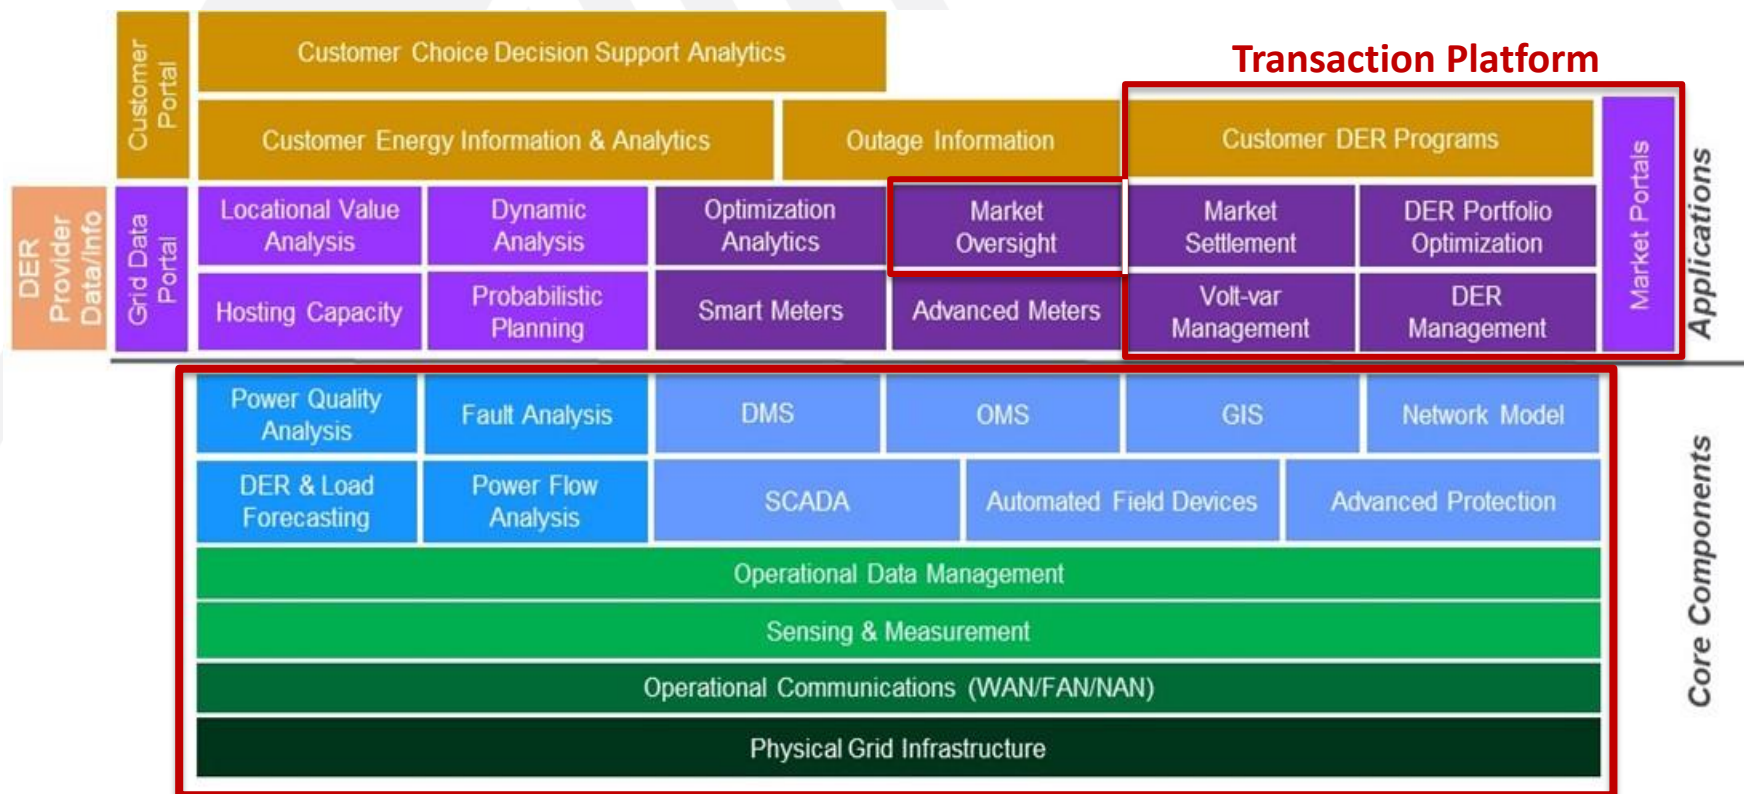 Transaction Platform
Customer
Portal
Customer Choice Decision Support Analytics
Customer Energy Information & Analytics
Outage Information
Customer DER Programs
DER
Provider
Data/Info
Grid Data
Portal
Locational Value
Analysis
Dynamic
Analysis
Optimization
Analytics
Market
Oversight
Market
Settlement
DER Portfolio
Optimization
Hosting Capacity
Probabilistic
Planning
Smart Meters
Advanced Meters
Volt-var
Management
DER
Management
Market Portals
Applications
Power Quality
Analysis
Fault Analysis
DMS
OMS
GIS
Network Model
DER & Load
Forecasting
Power Flow
Analysis
SCADA
Automated Field Devices
Advanced Protection
Operational Data Management
Sensing & Measurement
Operational Communications (WAN/FAN/NAN)
Physical Grid Infrastructure
Core Components